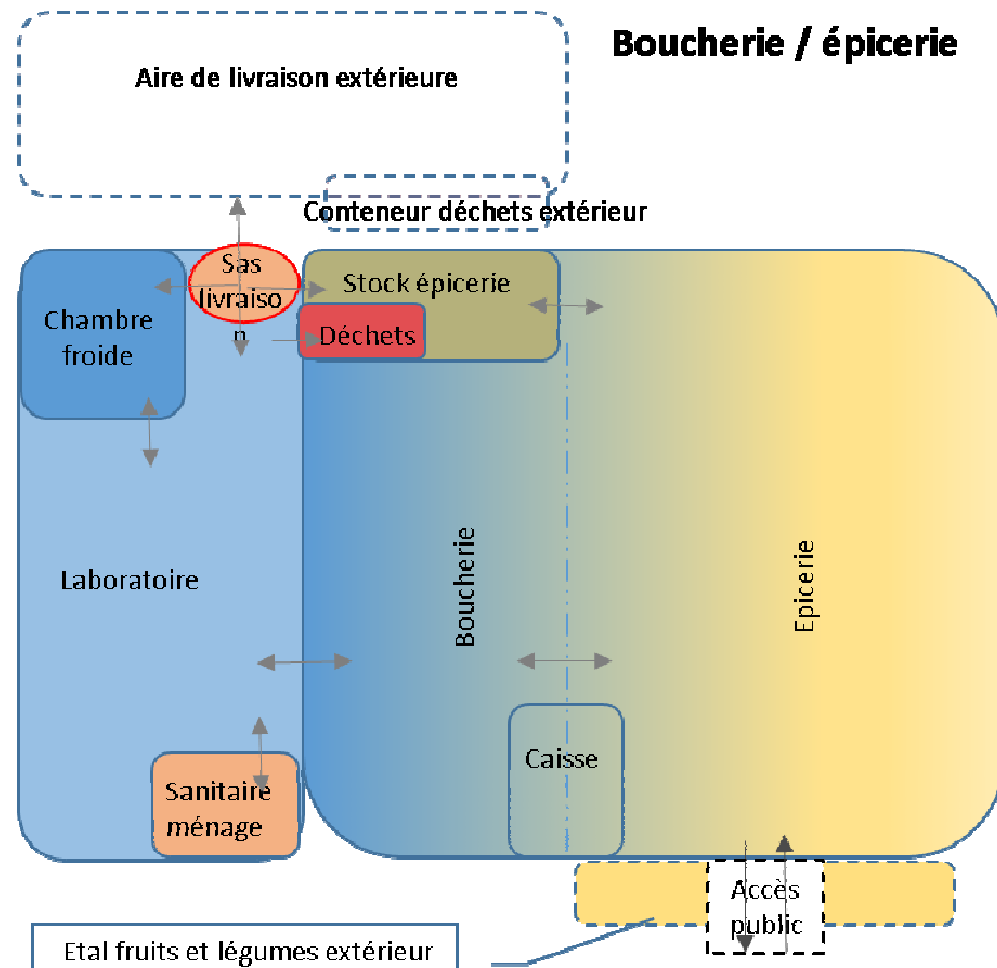 Boucherie / épicerie
Aire de livraison extérieure
Conteneur déchets extérieur
Sas
livraiso
n
Stock épicerie
Déchets
Chambre
froide
Laboratoire
Boucherie
Epicerie
Caisse
Sanitaire
ménage
Accès
public
Etal fruits et légumes extérieur